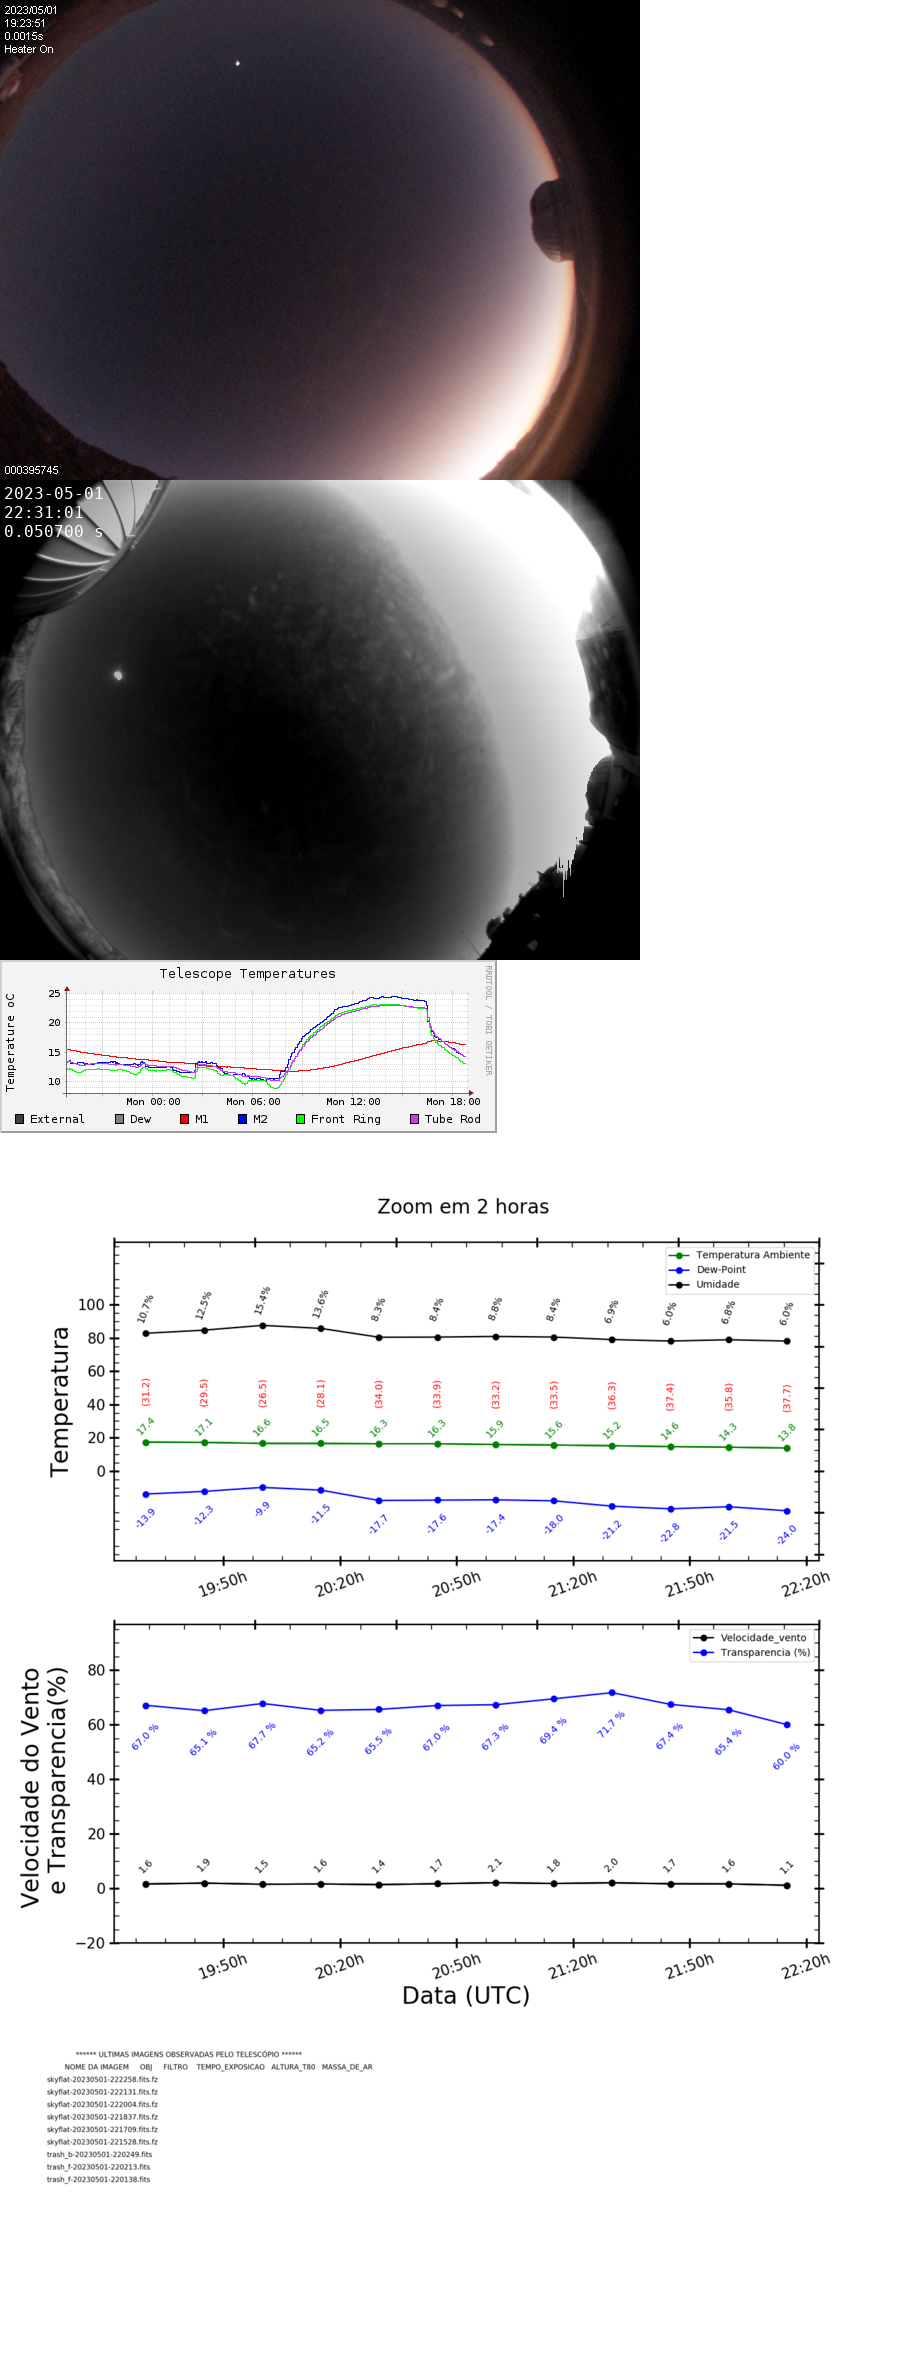 2023/05/01
19:23:51
0.0015s
Heater On
000395745
2023-05-01
22:31:01
0.050700 s
Telescope Temperatures
RRDTOOL / TOBI OETIKER
Temperature oC
25
20
15
10
Mon 00:00 Mon 06:00 Mon 12:00 Mon 18:00
External Dew M1 M2 Front Ring Tube Rod
Zoom em 2 horas
Temperatura Ambiente
Dew-Point
Umidade
Temperatura
100
80
60
40
20
0
10.7% 12.5% 15.4% 13.6% 8.3% 8.4% 8.8% 8.4% 6.9% 6.0% 6.8% 6.0%
(31.2) (29.5) (26.5) (28.1) (34.0) (33.9) (33.2) (33.5) (36.3) (37.4) (35.8) (37.7)
17.4 17.1 16.6 16.5 16.3 16.3 15.9 15.6 15.2 14.6 14.3 13.8
-13.9 -12.3 -9.9 -11.5 -17.7 -17.6 -17.4 -18.0 -21.2 -22.8 -21.5 -24.0
19:50h 20:20h 20:50h 21:20h 21:50h 22:20h
Velocidade_vento
Transparencia (%)
Velocidade do Vento
e Transparencia(%)
80
60
40
20
0
−20
67.0 % 65.1 % 67.7 % 65.2 % 65.5 % 67.0 % 67.3 % 69.4 % 71.7 % 67.4 % 65.4 % 60.0 %
1.6 1.9 1.5 1.6 1.4 1.7 2.1 1.8 2.0 1.7 1.6 1.1
19:50h 20:20h 20:50h 21:20h 21:50h 22:20h
Data (UTC)
****** ULTIMAS IMAGENS OBSERVADAS PELO TELESCÓPIO ******
NOME DA IMAGEM OBJ FILTRO TEMPO_EXPOSICAO ALTURA_T80 MASSA_DE_AR
skyflat-20230501-222258.fits.fz
skyflat-20230501-222131.fits.fz
skyflat-20230501-222004.fits.fz
skyflat-20230501-221837.fits.fz
skyflat-20230501-221709.fits.fz
skyflat-20230501-221528.fits.fz
trash_b-20230501-220249.fits
trash_f-20230501-220213.fits
trash_f-20230501-220138.fits